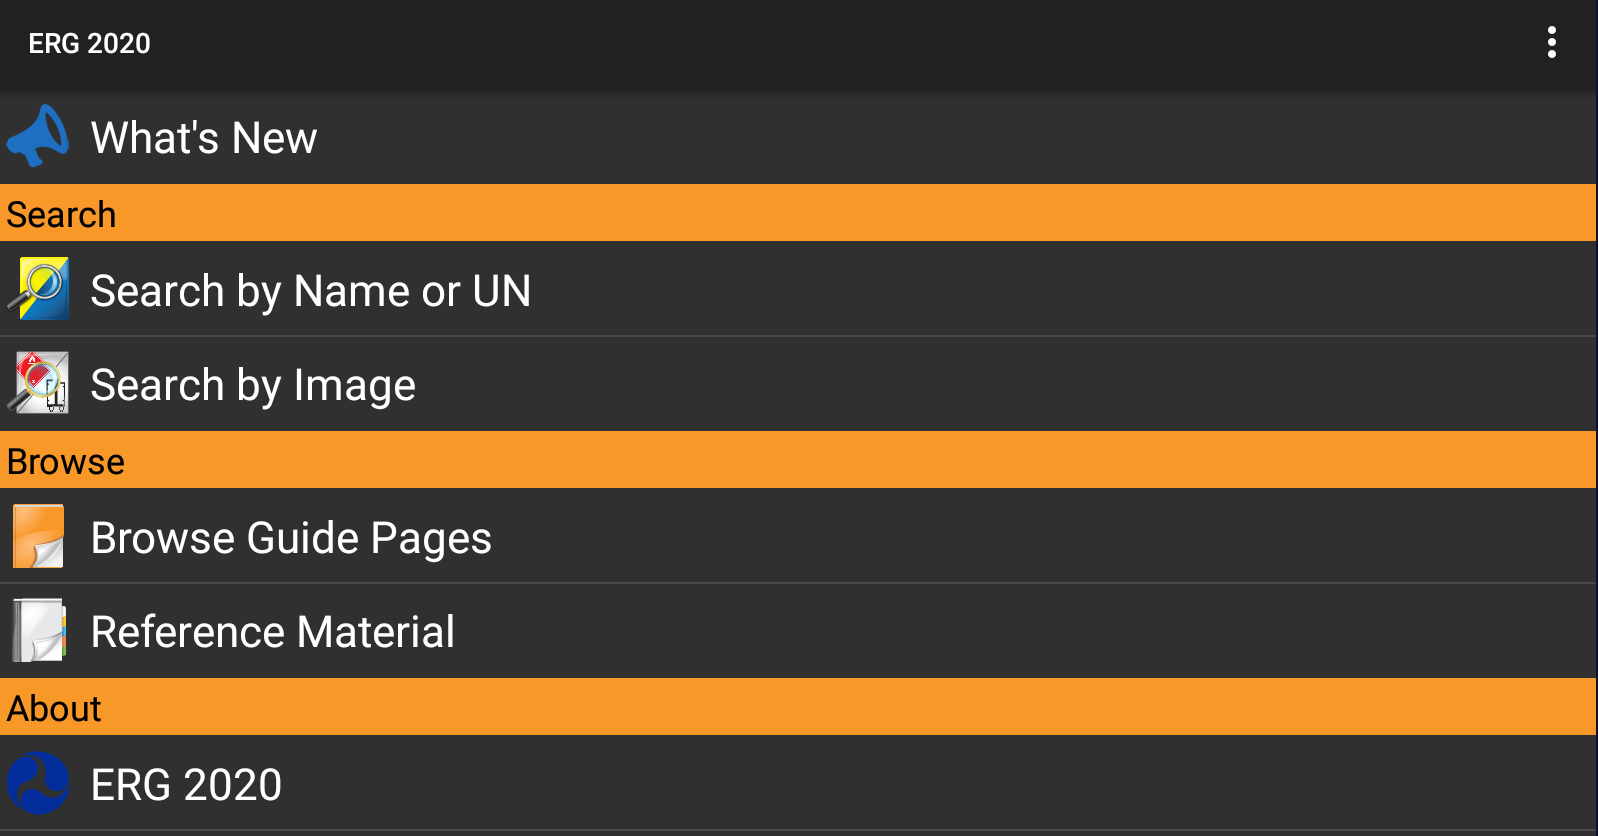 ERG 2020
What's New
Search
Search by Name or UN
Search by Image
Browse
Browse Guide Pages
Reference Material
About
ERG 2020